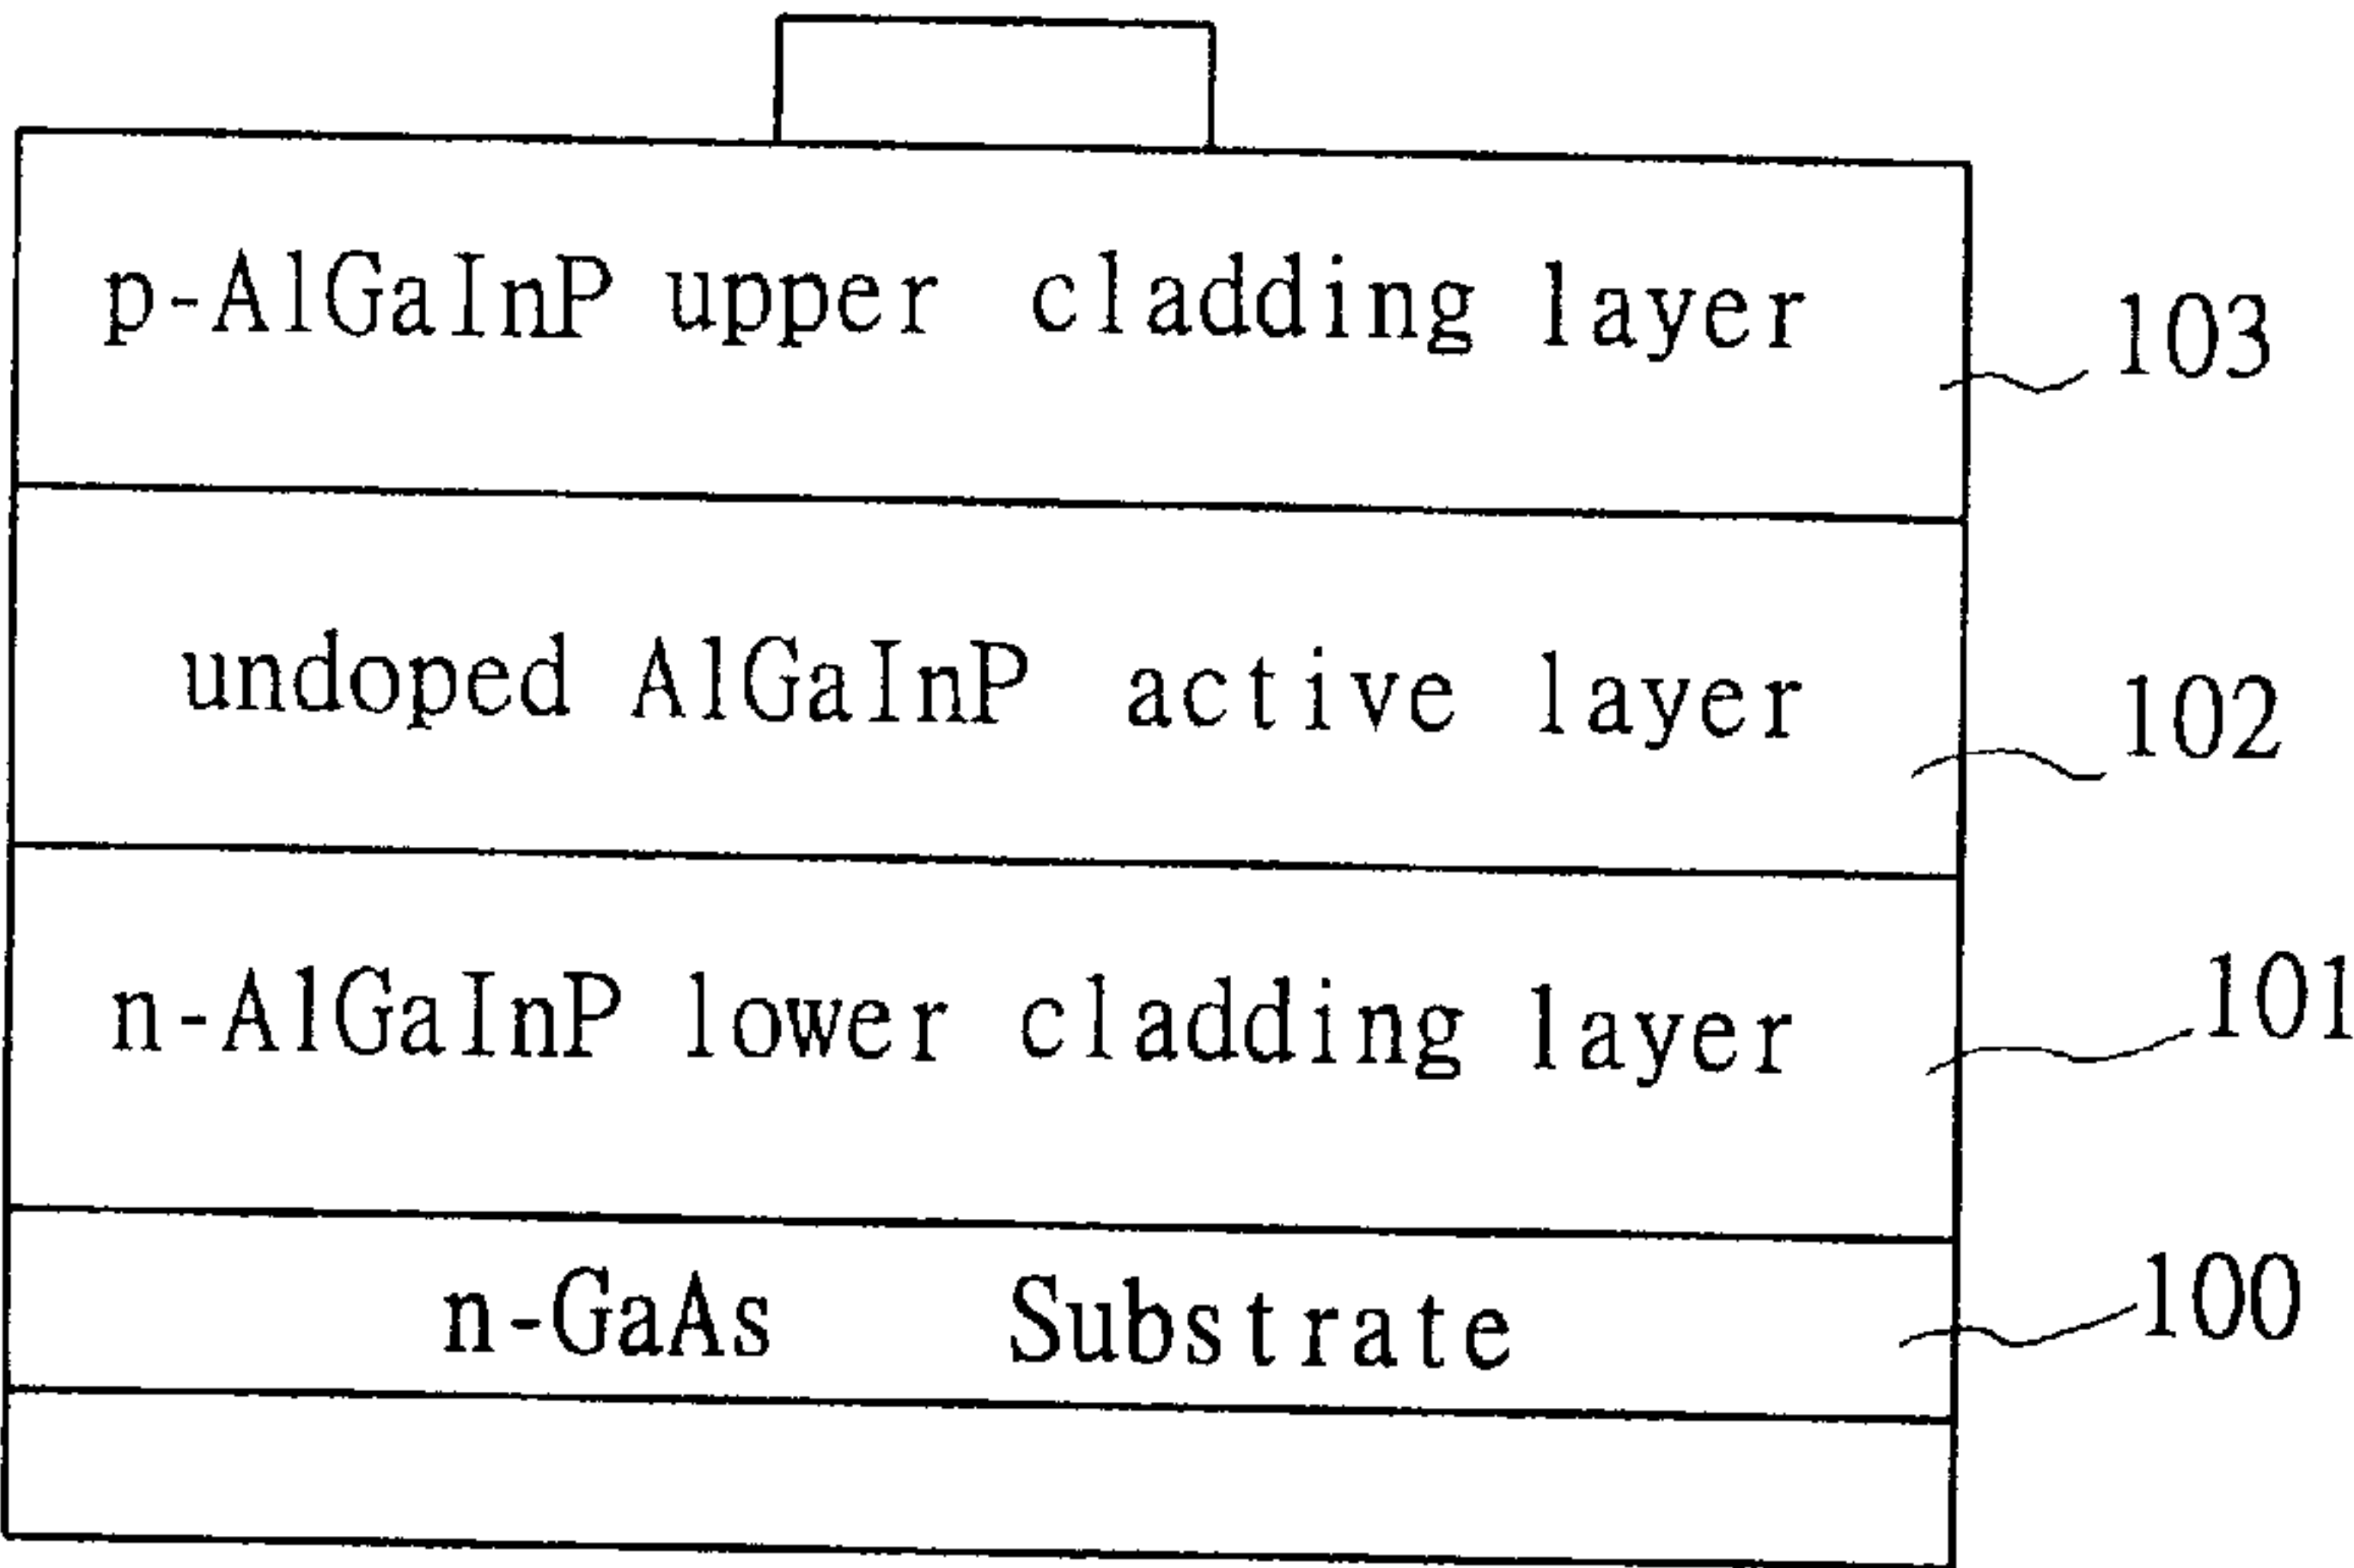 p-AlGaInP upper cladding layer
103
undoped AlGaInP active layer
102
n-AlGaInP lower cladding layer
101
n-GaAs Substrate
100